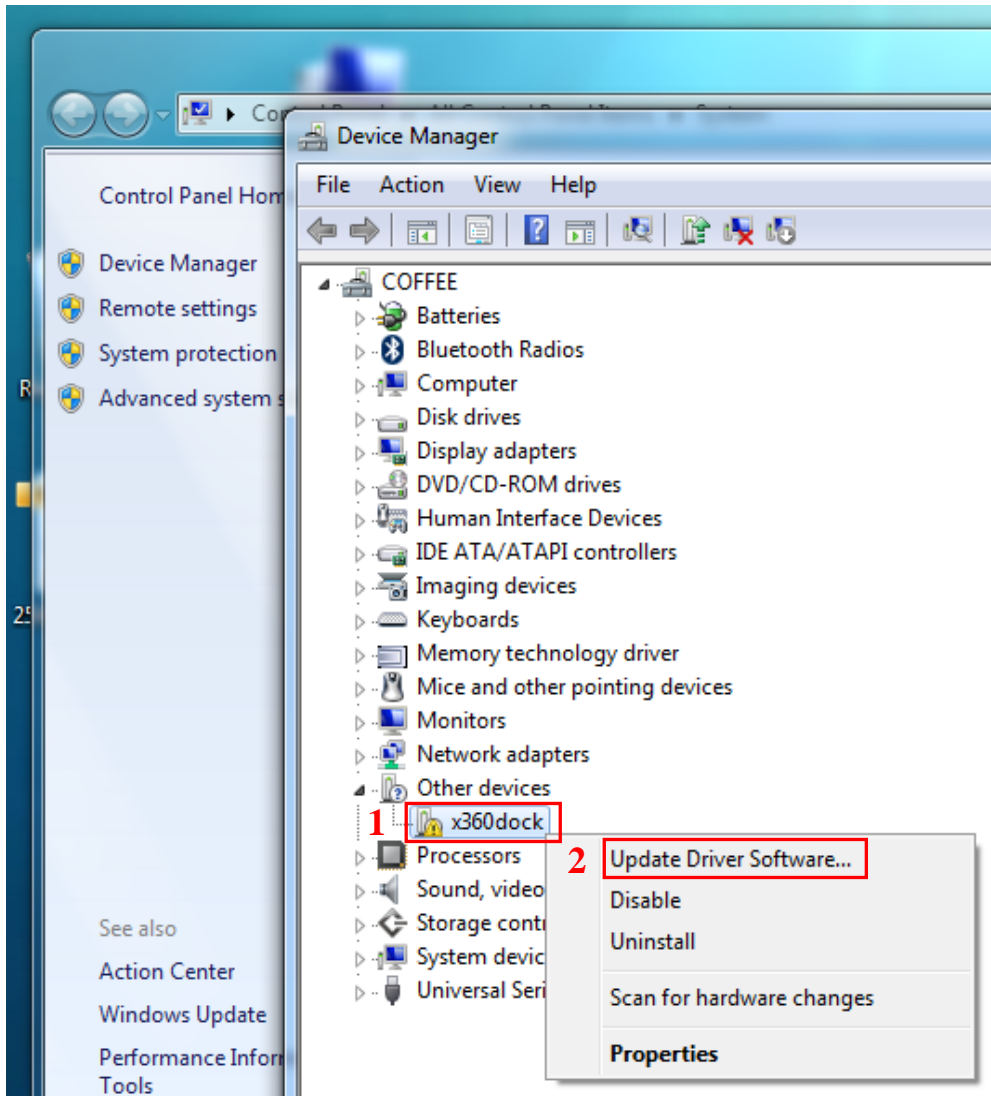 Device Manager
File Action View Help
Control Panel Hom
Device Manager
Remote settings
System protection
Advanced system s
See also
Action Center
Windows Update
Performance Inforr
Tools
COFFEE
Batteries
Bluetooth Radios
Computer
Disk drives
Display adapters
DVD/CD-ROM drives
Human Interface Devices
IDE ATA/ATAPI controllers
Imaging devices
Keyboards
Memory technology driver
Mice and other pointing devices
Monitors
Network adapters
Other devices
1 x360dock
Processors
Sound, video
Storage contr
System devic
Universal Seri
2 Update Driver Software...
Disable
Uninstall
Scan for hardware changes
Properties
R
25